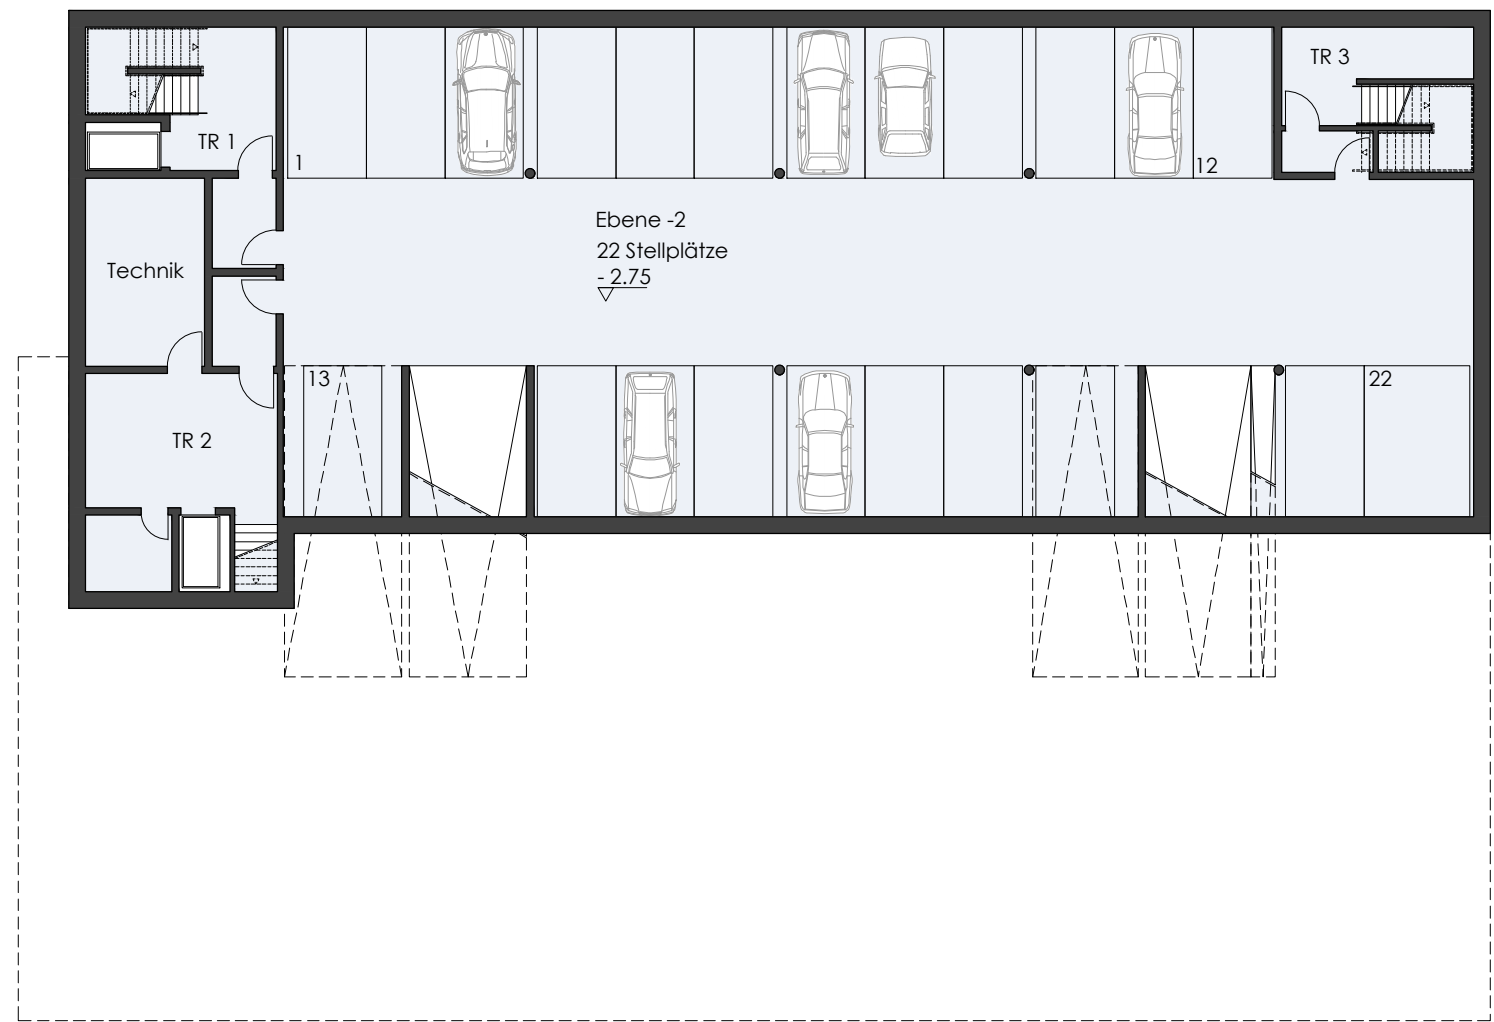 TR 3
TR 1
1
12
Ebene -2
22 Stellplätze
- 2.75
Technik
13
22
TR 2